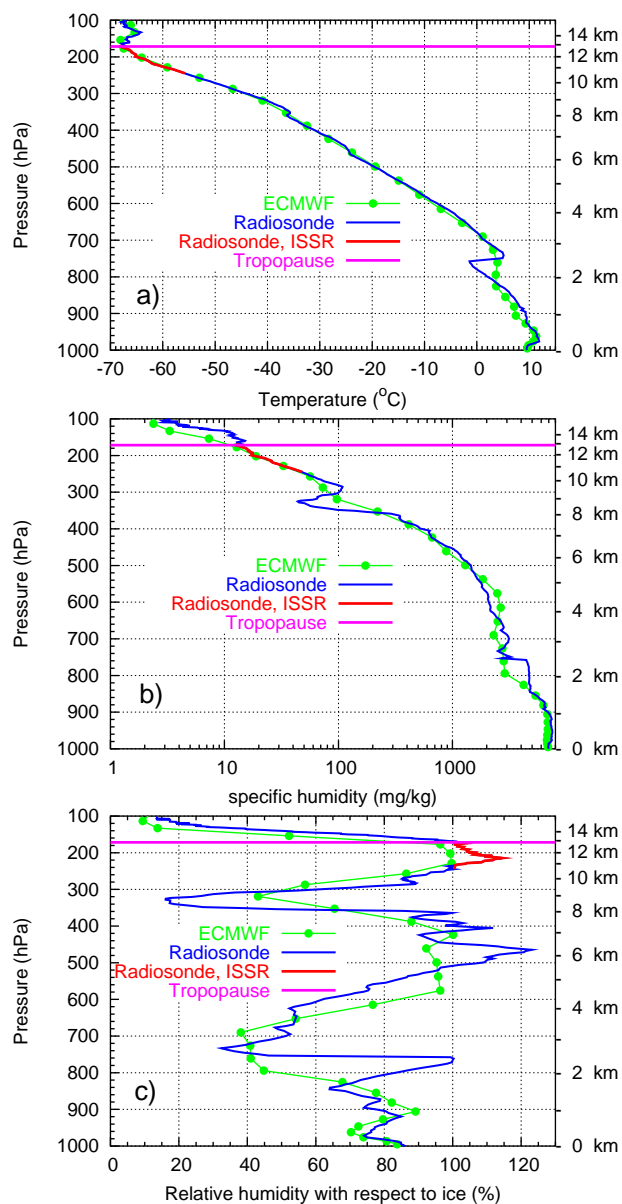 Pressure (hPa)
100
200
300
400
500
600
700
800
900
1000
14 km
12 km
10 km
8 km
6 km
4 km
2 km
0 km
ECMWF
Radiosonde
Radiosonde, ISSR
Tropopause
a)
-70 -60 -50 -40 -30 -20 -10 0 10
Temperature (°C)
Pressure (hPa)
100
200
300
400
500
600
700
800
900
1000
14 km
12 km
10 km
8 km
6 km
4 km
2 km
0 km
ECMWF
Radiosonde
Radiosonde, ISSR
Tropopause
b)
1 10 100 1000
specific humidity (mg/kg)
Pressure (hPa)
100
200
300
400
500
600
700
800
900
1000
14 km
12 km
10 km
8 km
6 km
4 km
2 km
0 km
ECMWF
Radiosonde
Radiosonde, ISSR
Tropopause
c)
0 20 40 60 80 100 120
Relative humidity with respect to ice (%)